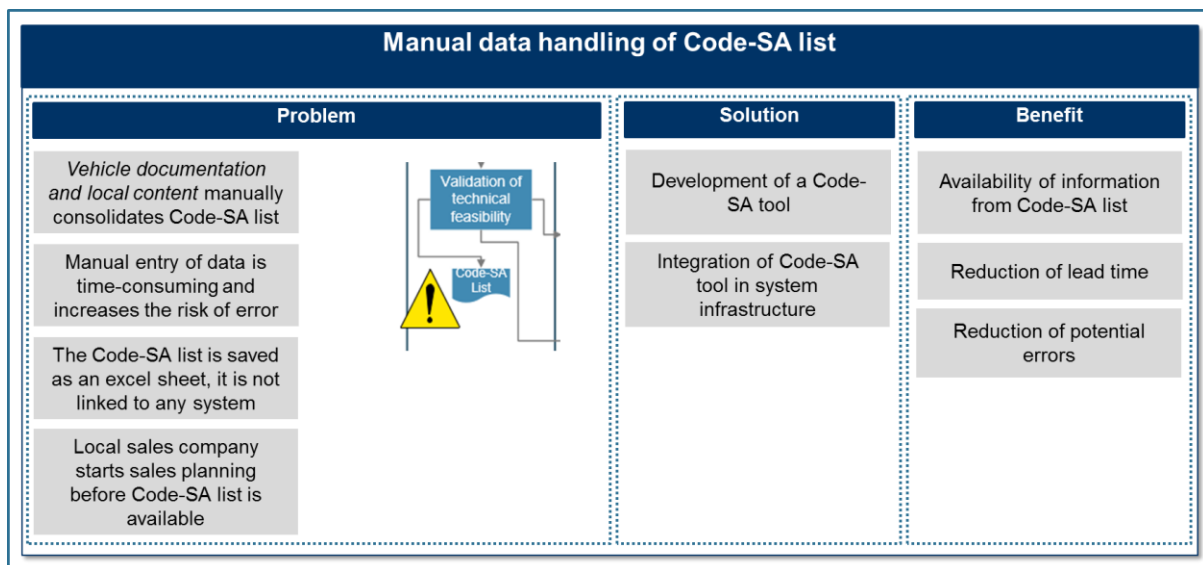 Manual data handling of Code-SA list
Problem
Vehicle documentation
and local content manually
consolidates Code-SA list
Manual entry of data is
time-consuming and
increases the risk of error
The Code-SA list is saved
as an excel sheet, it is not
linked to any system
Local sales company
starts sales planning
before Code-SA list is
available
Validation of
technical
feasibility
Code-SA
List
!
Solution
Development of a Code-
SA tool
Integration of Code-SA
tool in system
infrastructure
Benefit
Availability of information
from Code-SA list
Reduction of lead time
Reduction of potential
errors